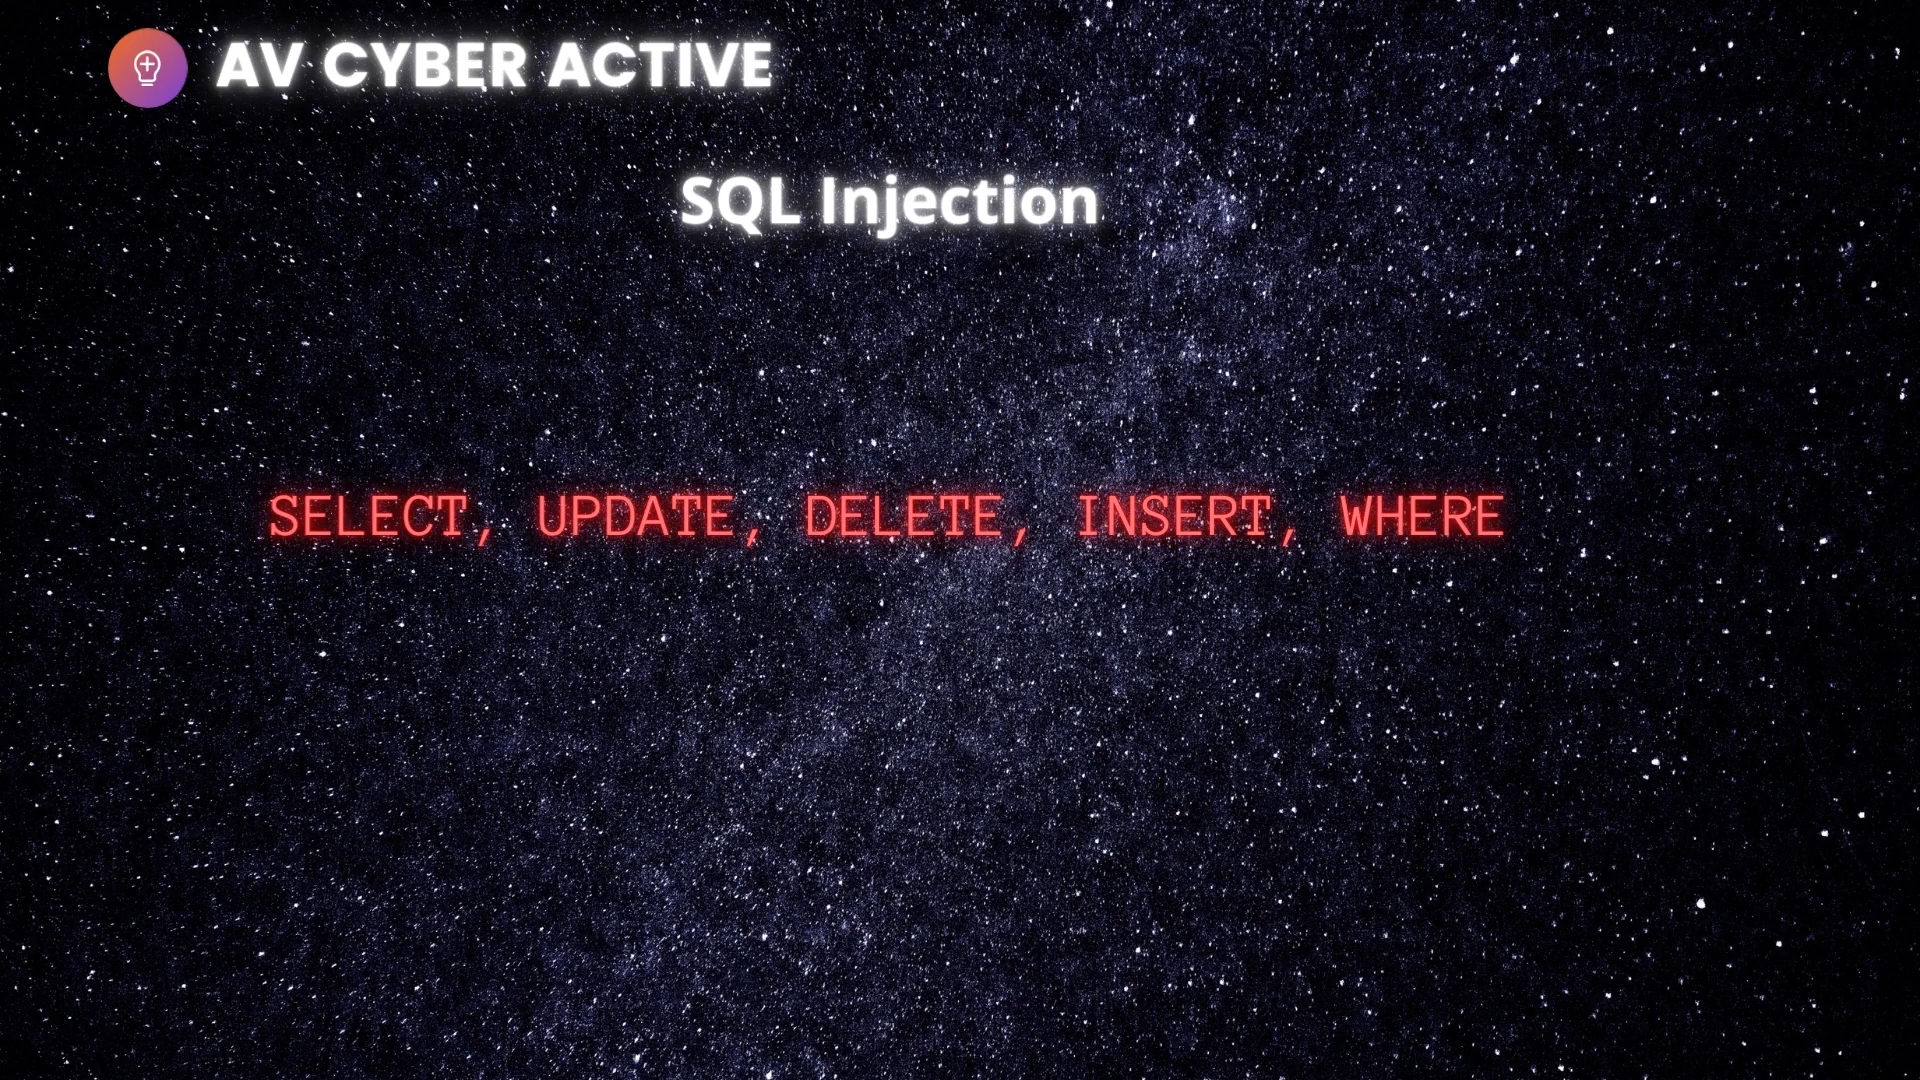 AV CYBER ACTIVE
SQL Injection
SELECT, UPDATE, DELETE, INSERT, WHERE